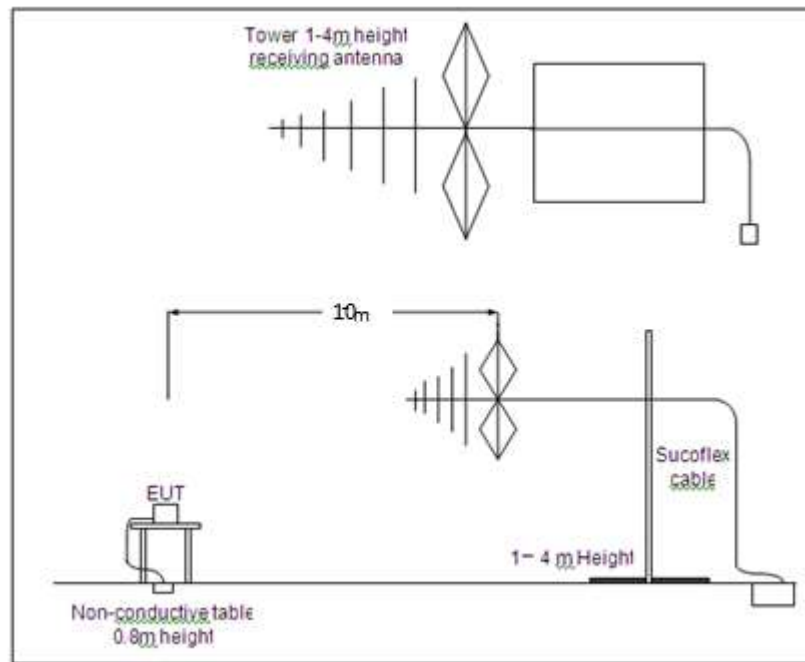 Tower 1-4m height
receiving antenna
10m
EUT
Sucoflex
cable
1- 4 m Height
Non-conductive table
0.8m height